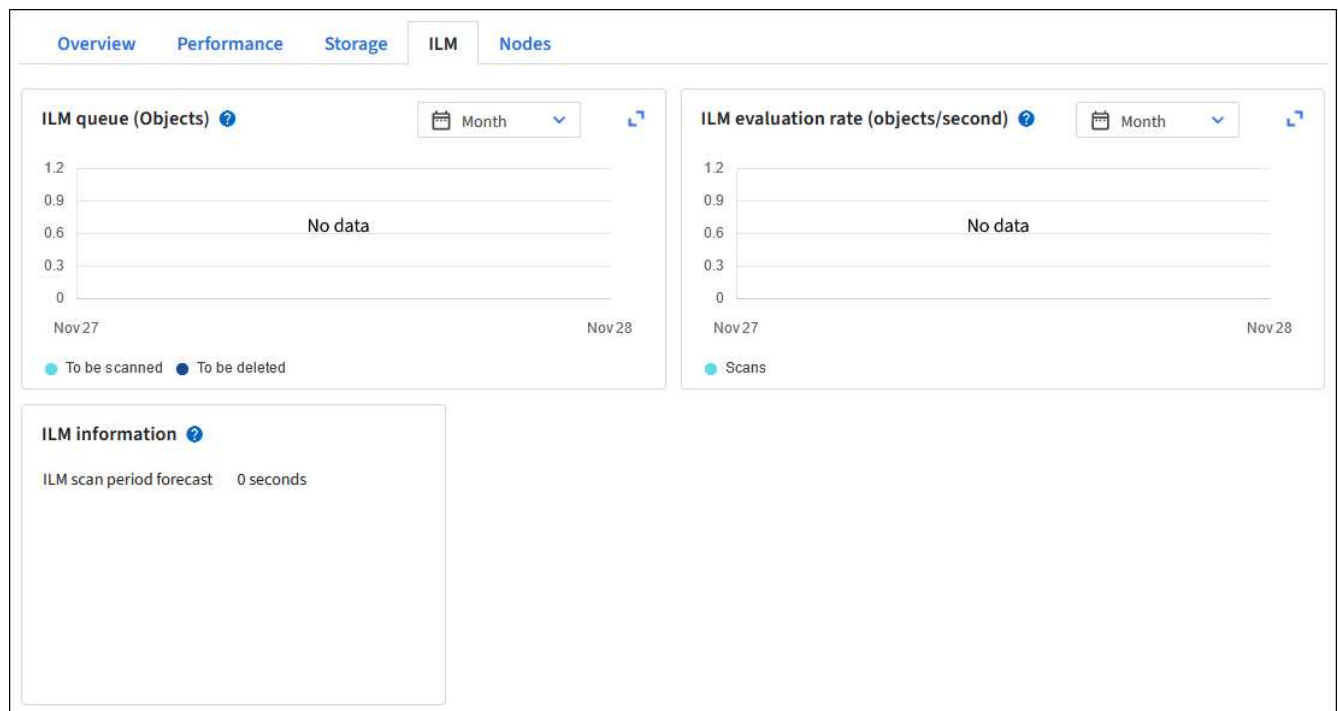 Overview Performance Storage ILM Nodes
ILM queue (Objects) ? Month
1.2
0.9
0.6
0.3
0
No data
Nov 27 Nov 28
To be scanned To be deleted
ILM evaluation rate (objects/second) ? Month
1.2
0.9
0.6
0.3
0
No data
Nov 27 Nov 28
Scans
ILM information ?
ILM scan period forecast 0 seconds